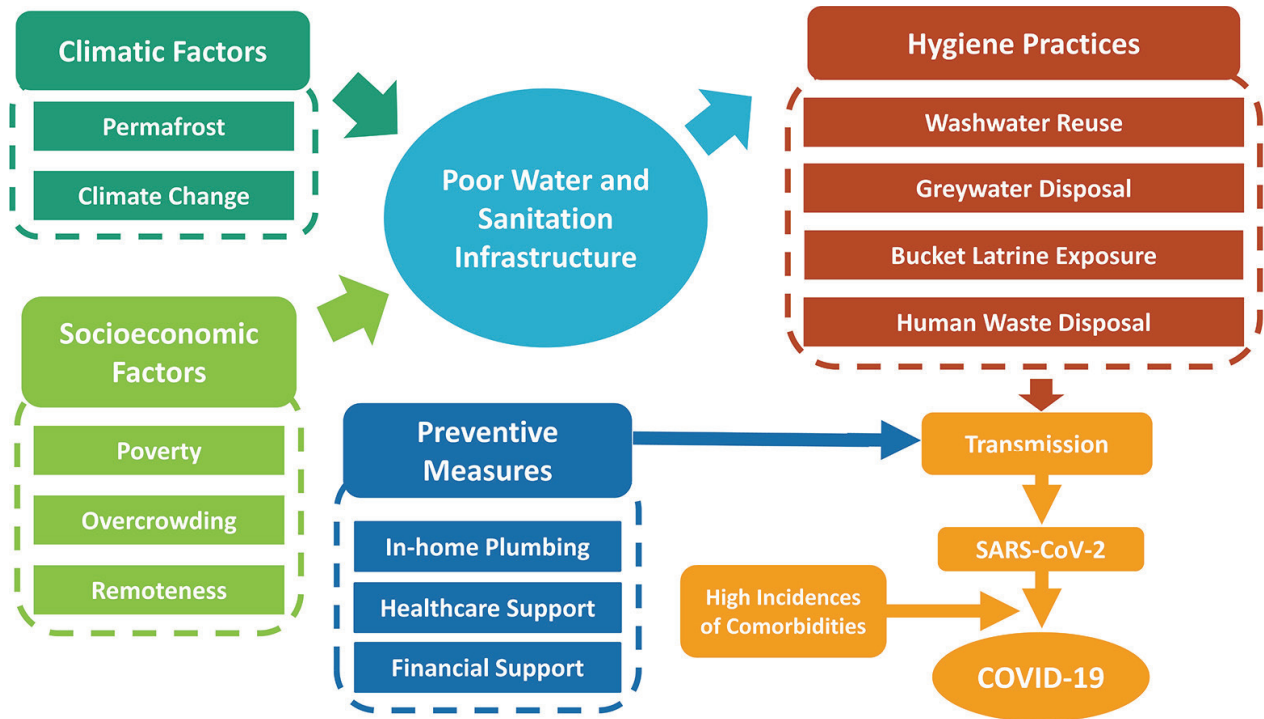 Climatic Factors
Permafrost
Climate Change
Socioeconomic
Factors
Poverty
Overcrowding
Remoteness
Poor Water and
Sanitation
Infrastructure
Hygiene Practices
Washwater Reuse
Greywater Disposal
Bucket Latrine Exposure
Human Waste Disposal
Preventive
Measures
In-home Plumbing
Healthcare Support
Financial Support
Transmission
SARS-CoV-2
High Incidences
of Comorbidities
COVID-19